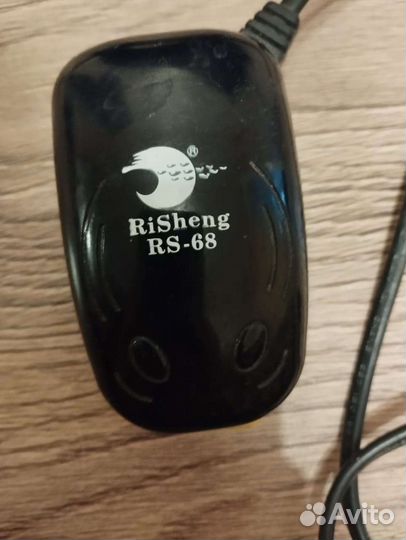 ®
RiSheng
RS-68
Avito